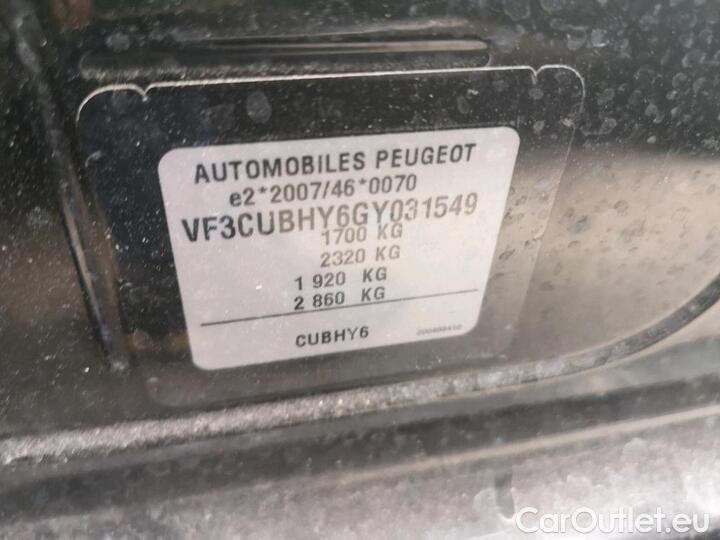 AUTOMOBILES PEUGEOT
e2*2007/46*0070
VF3CUBHY6GY031549
1700 KG
2320 KG
1 920 KG
2 860 KG
CUBHY6
CarOutlet.eu